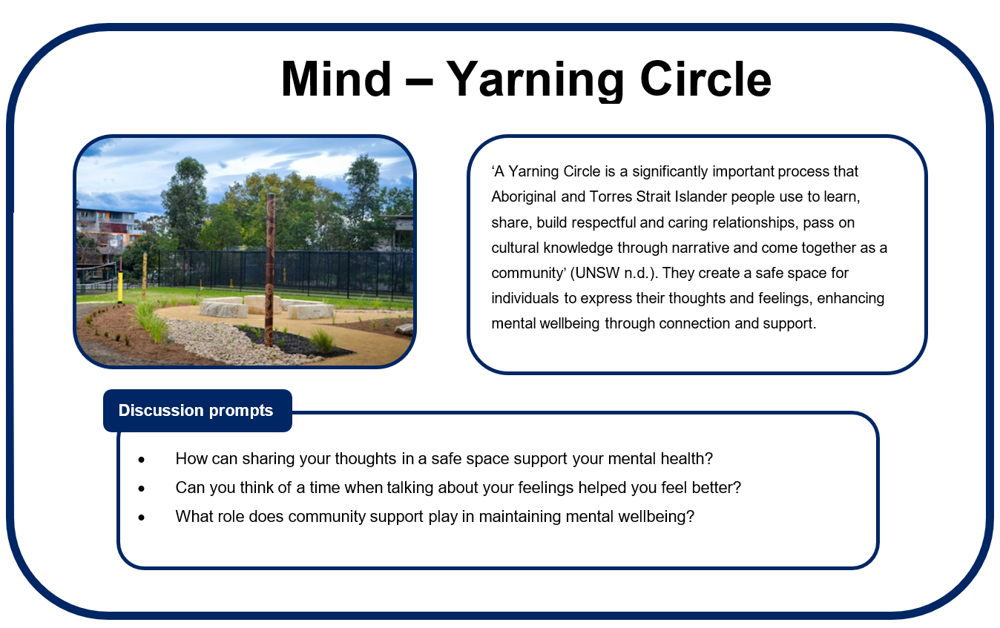 Mind – Yarning Circle
‘A Yarning Circle is a significantly important process that
Aboriginal and Torres Strait Islander people use to learn,
share, build respectful and caring relationships, pass on
cultural knowledge through narrative and come together as a
community’ (UNSW n.d.). They create a safe space for
individuals to express their thoughts and feelings, enhancing
mental wellbeing through connection and support.
Discussion prompts
• How can sharing your thoughts in a safe space support your mental health?
• Can you think of a time when talking about your feelings helped you feel better?
• What role does community support play in maintaining mental wellbeing?